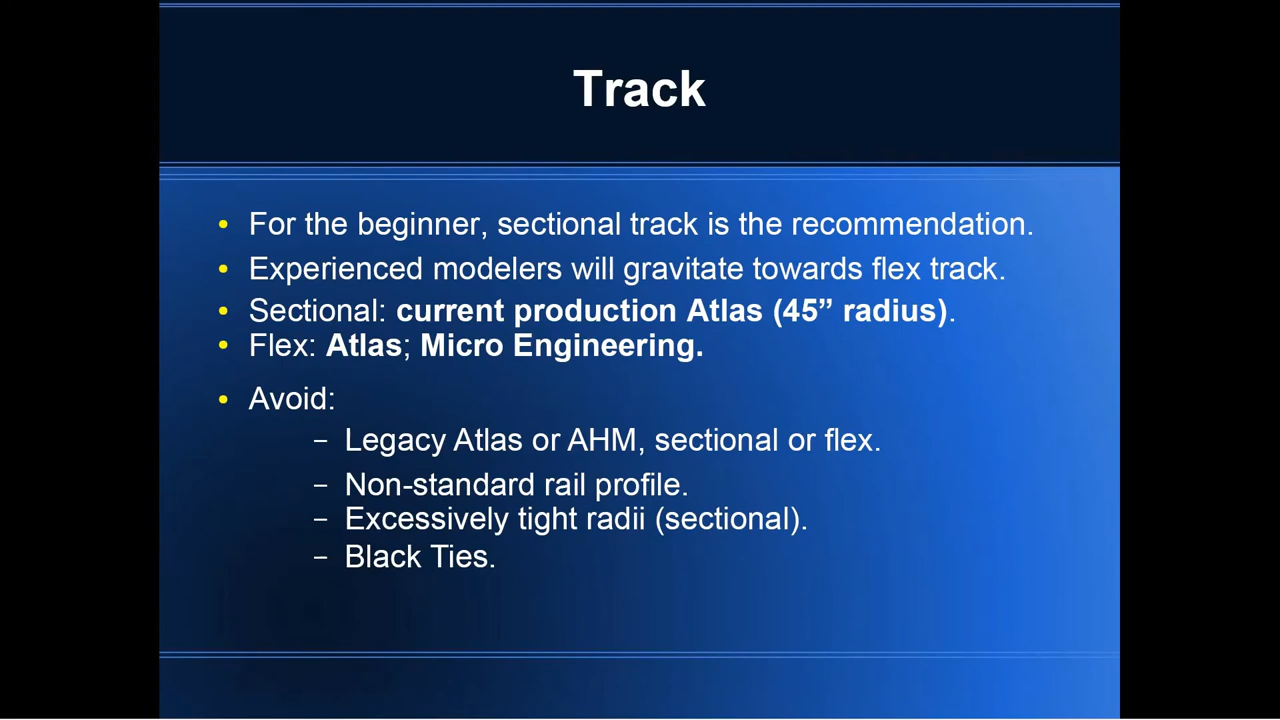 Track
• For the beginner, sectional track is the recommendation.
• Experienced modelers will gravitate towards flex track.
• Sectional: current production Atlas (45” radius).
• Flex: Atlas; Micro Engineering.
• Avoid:
– Legacy Atlas or AHM, sectional or flex.
– Non-standard rail profile.
– Excessively tight radii (sectional).
– Black Ties.